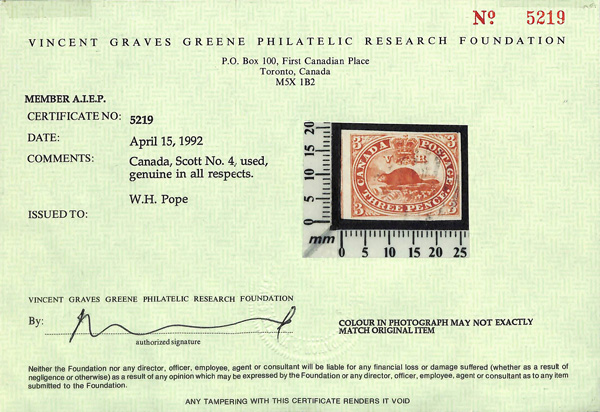 Nº 5219
VINCENT GRAVES GREENE PHILATELIC RESEARCH FOUNDATION
P.O. Box 100, First Canadian Place
Toronto, Canada
M5X 1B2
MEMBER A.I.E.P.
CERTIFICATE NO: 5219
DATE: April 15, 1992
COMMENTS: Canada, Scott No. 4, used,
genuine in all respects.
W.H. Pope
ISSUED TO:
20
15
10
5
0
mm
0 5 10 15 20 25
3 CANADA POSTAGE 3
V R
3 THREE PENCE
VINCENT GRAVES GREENE PHILATELIC RESEARCH FOUNDATION
By:
authorized signature
COLOUR IN PHOTOGRAPH MAY NOT EXACTLY
MATCH ORIGINAL ITEM
Neither the Foundation nor any director, officer, employee, agent or consultant will be liable for any financial loss or damage suffered (whether as a result of
negligence or otherwise) as a result of any opinion which may be expressed by the Foundation or any director, officer, employee, agent or consultant as to any item
submitted to the Foundation.
ANY TAMPERING WITH THIS CERTIFICATE RENDERS IT VOID